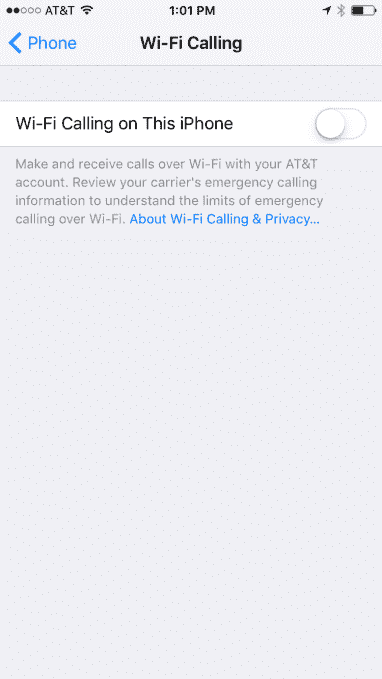 AT&T 1:01 PM
Phone Wi-Fi Calling
Wi-Fi Calling on This iPhone
Make and receive calls over Wi-Fi with your AT&T
account. Review your carrier's emergency calling
information to understand the limits of emergency
calling over Wi-Fi. About Wi-Fi Calling & Privacy...